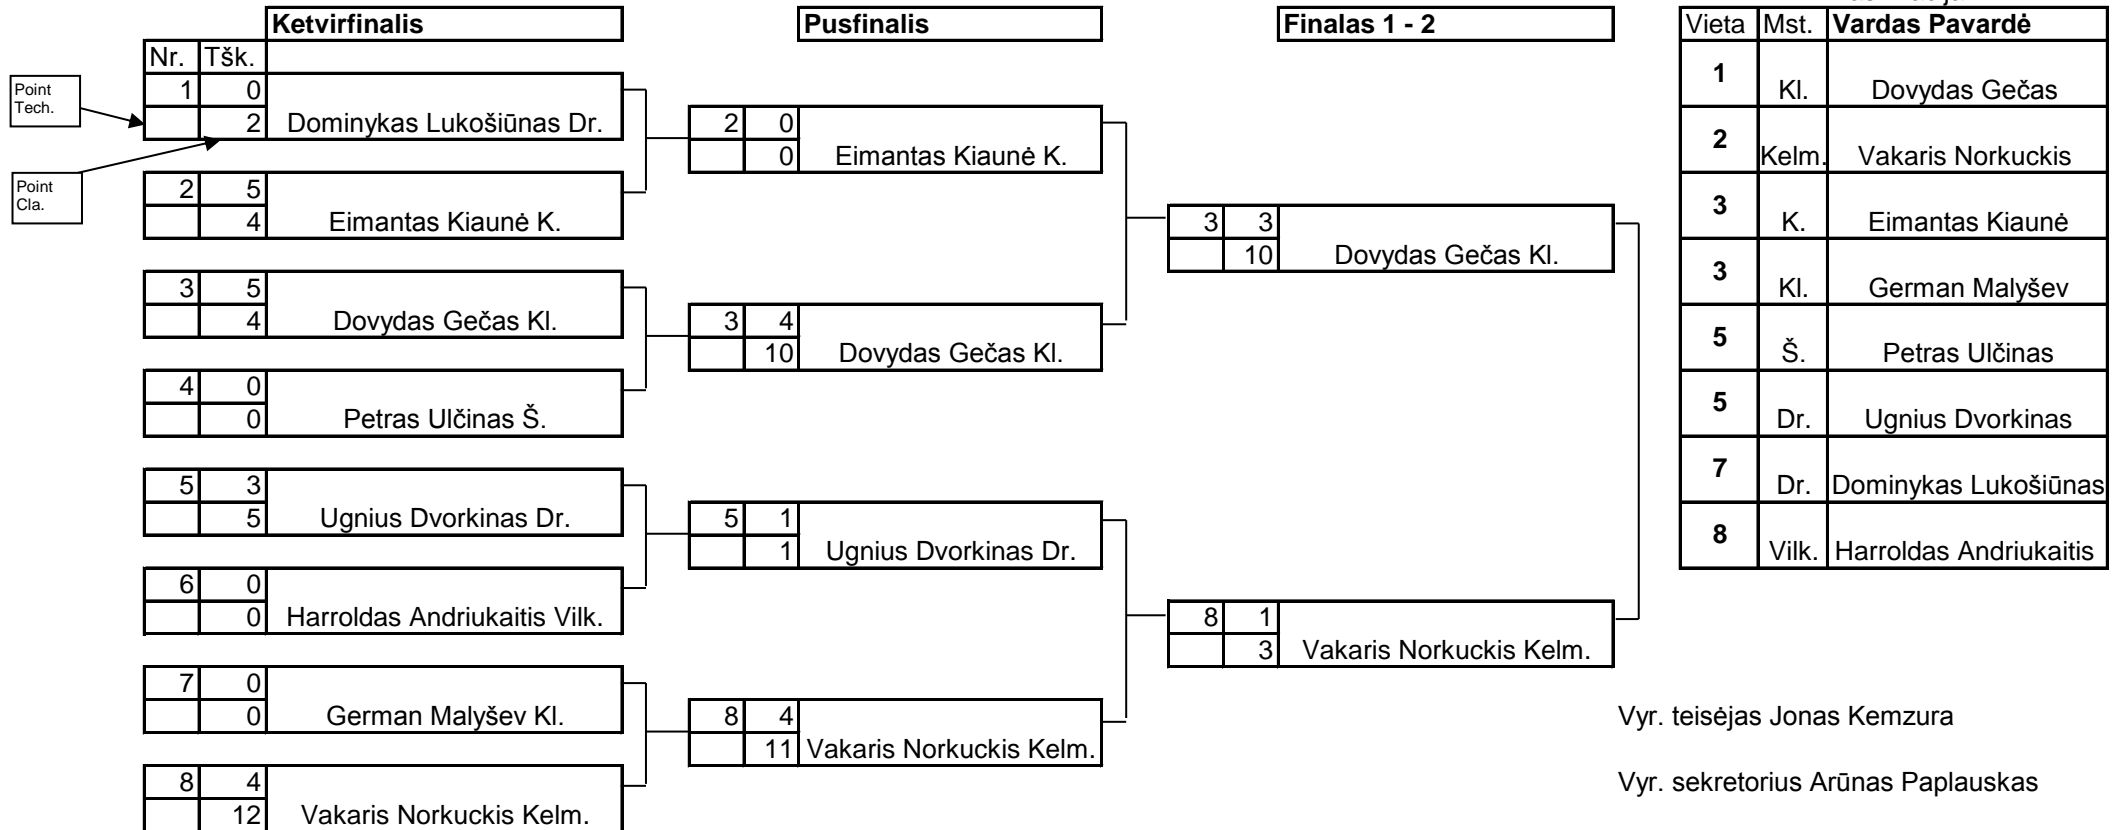 Ketvirfinalis
Pusfinalis
Finalas 1 - 2
Nr. Tšk.
Point
Tech.
Point
Cla.
1 0
2 Dominykas Lukošiūnas Dr.
2 5
4 Eimantas Kiaunė K.
3 5
4 Dovydas Gečas Kl.
4 0
0 Petras Ulčinas Š.
5 3
5 Ugnius Dvorkinas Dr.
6 0
0 Harroldas Andriukaitis Vilk.
7 0
0 German Malyšev Kl.
8 4
12 Vakaris Norkuckis Kelm.
2 0
0 Eimantas Kiaunė K.
3 4
10 Dovydas Gečas Kl.
5 1
1 Ugnius Dvorkinas Dr.
8 4
11 Vakaris Norkuckis Kelm.
3 3
10 Dovydas Gečas Kl.
8 1
3 Vakaris Norkuckis Kelm.
Vieta Mst. Vardas Pavardė
1 Kl. Dovydas Gečas
2 Kelm. Vakaris Norkuckis
3 K. Eimantas Kiaunė
3 Kl. German Malyšev
5 Š. Petras Ulčinas
5 Dr. Ugnius Dvorkinas
7 Dr. Dominykas Lukošiūnas
8 Vilk. Harroldas Andriukaitis
Vyr. teisėjas Jonas Kemzura
Vyr. sekretorius Arūnas Paplauskas